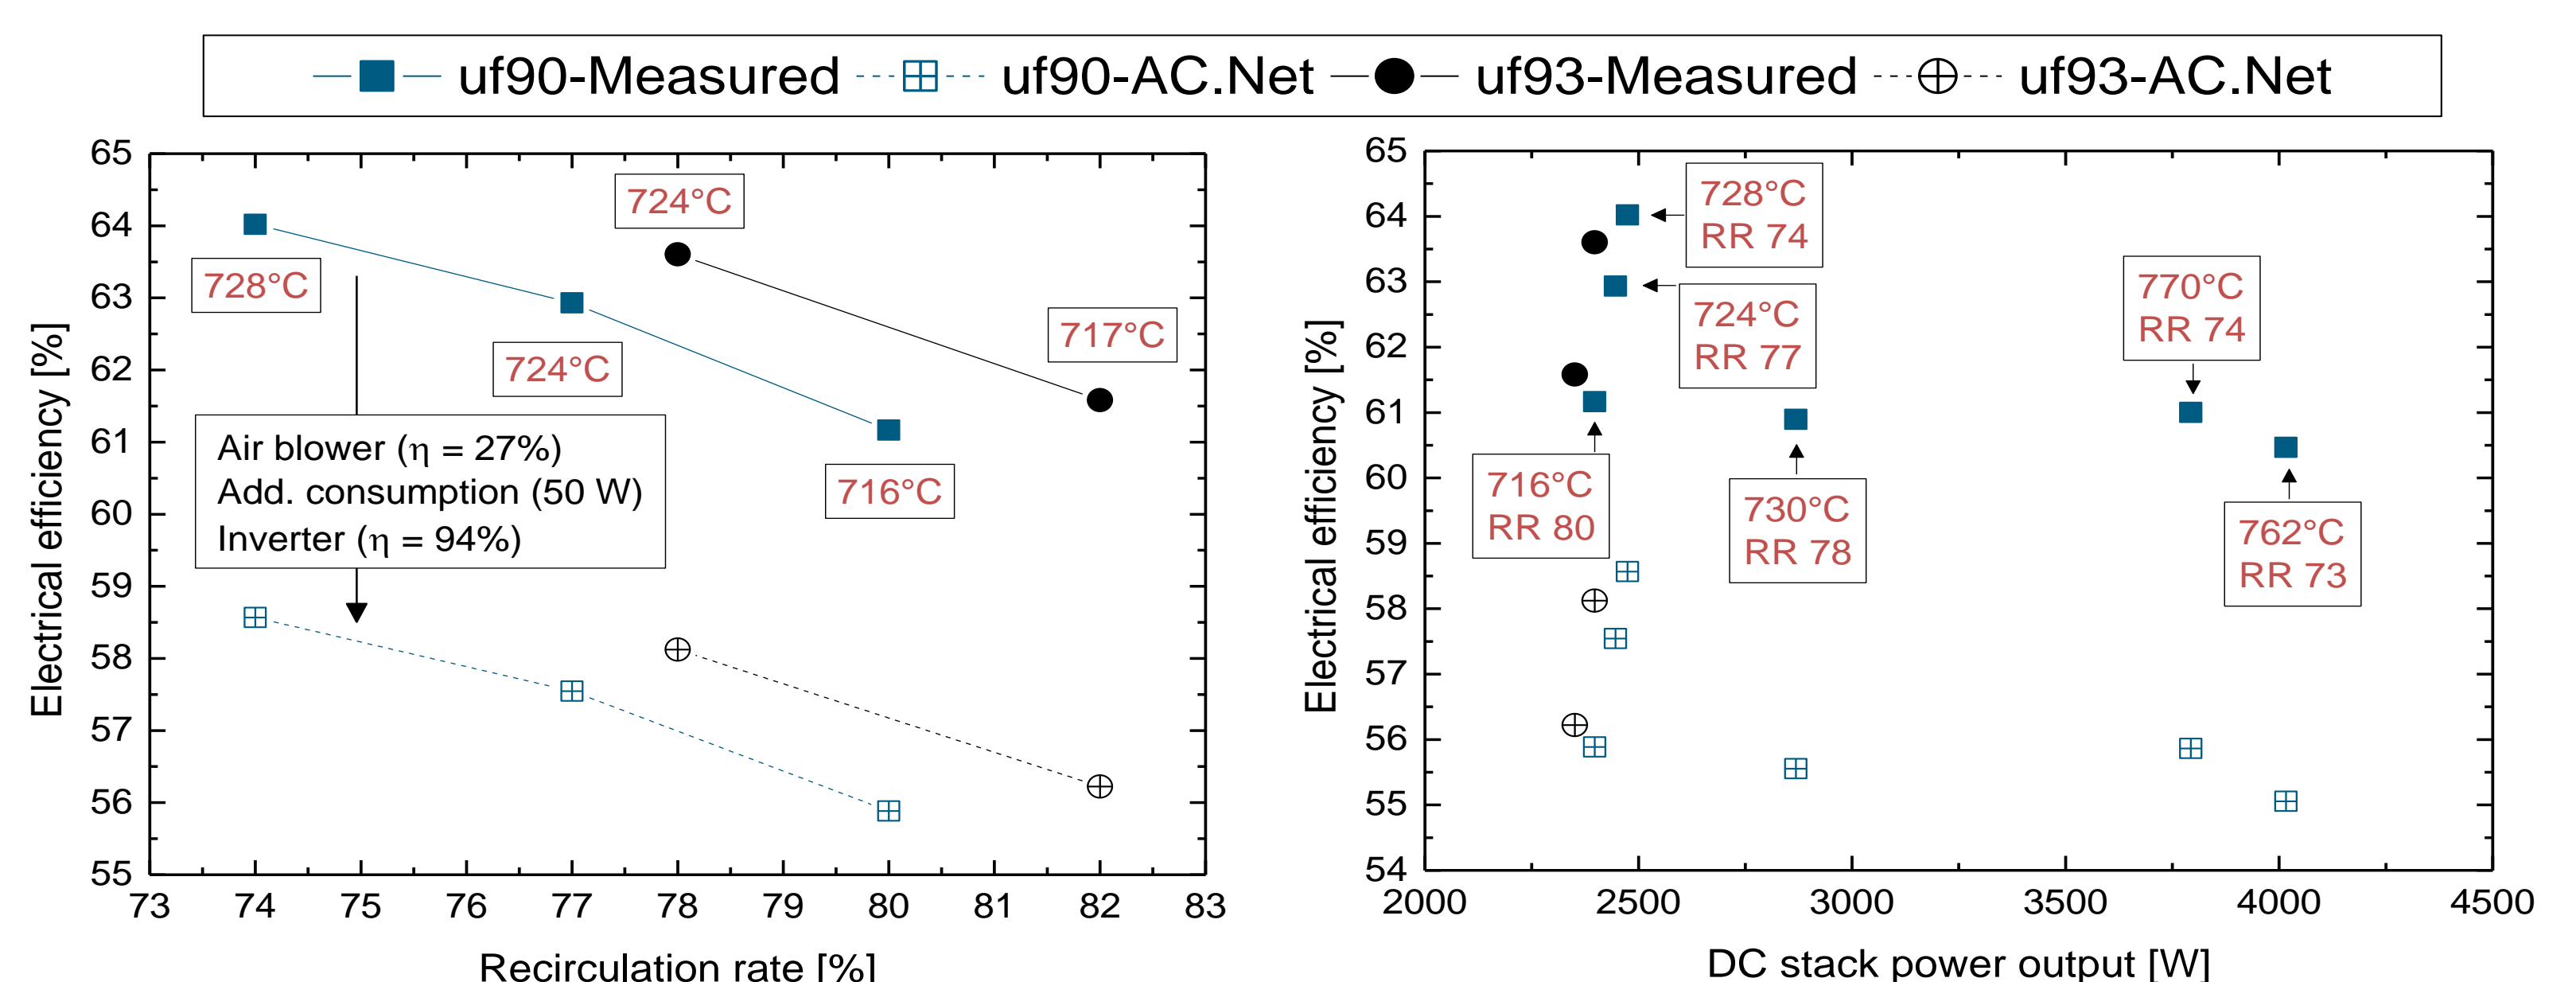 uf90-Measured uf90-AC.Net uf93-Measured uf93-AC.Net
65
64
63
62
61
60
59
58
57
56
55
Electrical efficiency [%]
728°C
724°C
724°C
717°C
716°C
Air blower (η = 27%)
Add. consumption (50 W)
Inverter (η = 94%)
73 74 75 76 77 78 79 80 81 82 83
Recirculation rate [%]
65
64
63
62
61
60
59
58
57
56
55
54
Electrical efficiency [%]
728°C
RR 74
724°C
RR 77
770°C
RR 74
716°C
RR 80
730°C
RR 78
762°C
RR 73
2000 2500 3000 3500 4000 4500
DC stack power output [W]